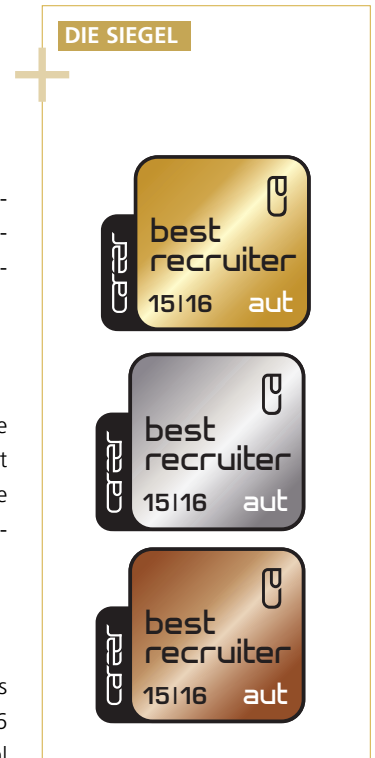 DIE SIEGEL
-
-
-
e
t
e
-
s
career
best
recruiter
15|16 aut
career
best
recruiter
15|16 aut
career
best
recruiter
15|16 aut